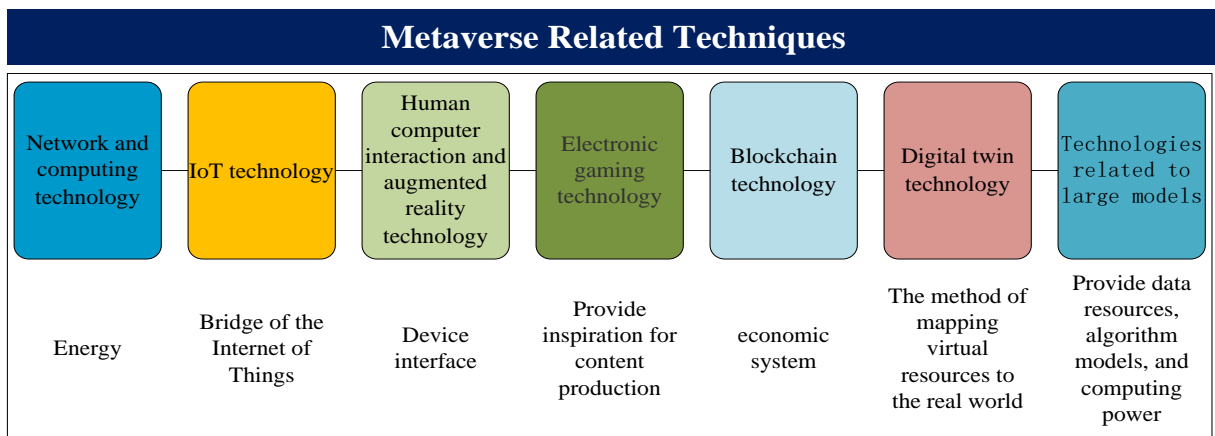 Metaverse Related Techniques
Network and
computing
technology
IoT technology
Human
computer
interaction and
augmented
reality
technology
Electronic
gaming
technology
Blockchain
technology
Digital twin
technology
Technologies
related to
large models
Energy
Bridge of the
Internet of
Things
Device
interface
Provide
inspiration for
content
production
economic
system
The method of
mapping
virtual
resources to
the real world
Provide data
resources,
algorithm
models, and
computing
power